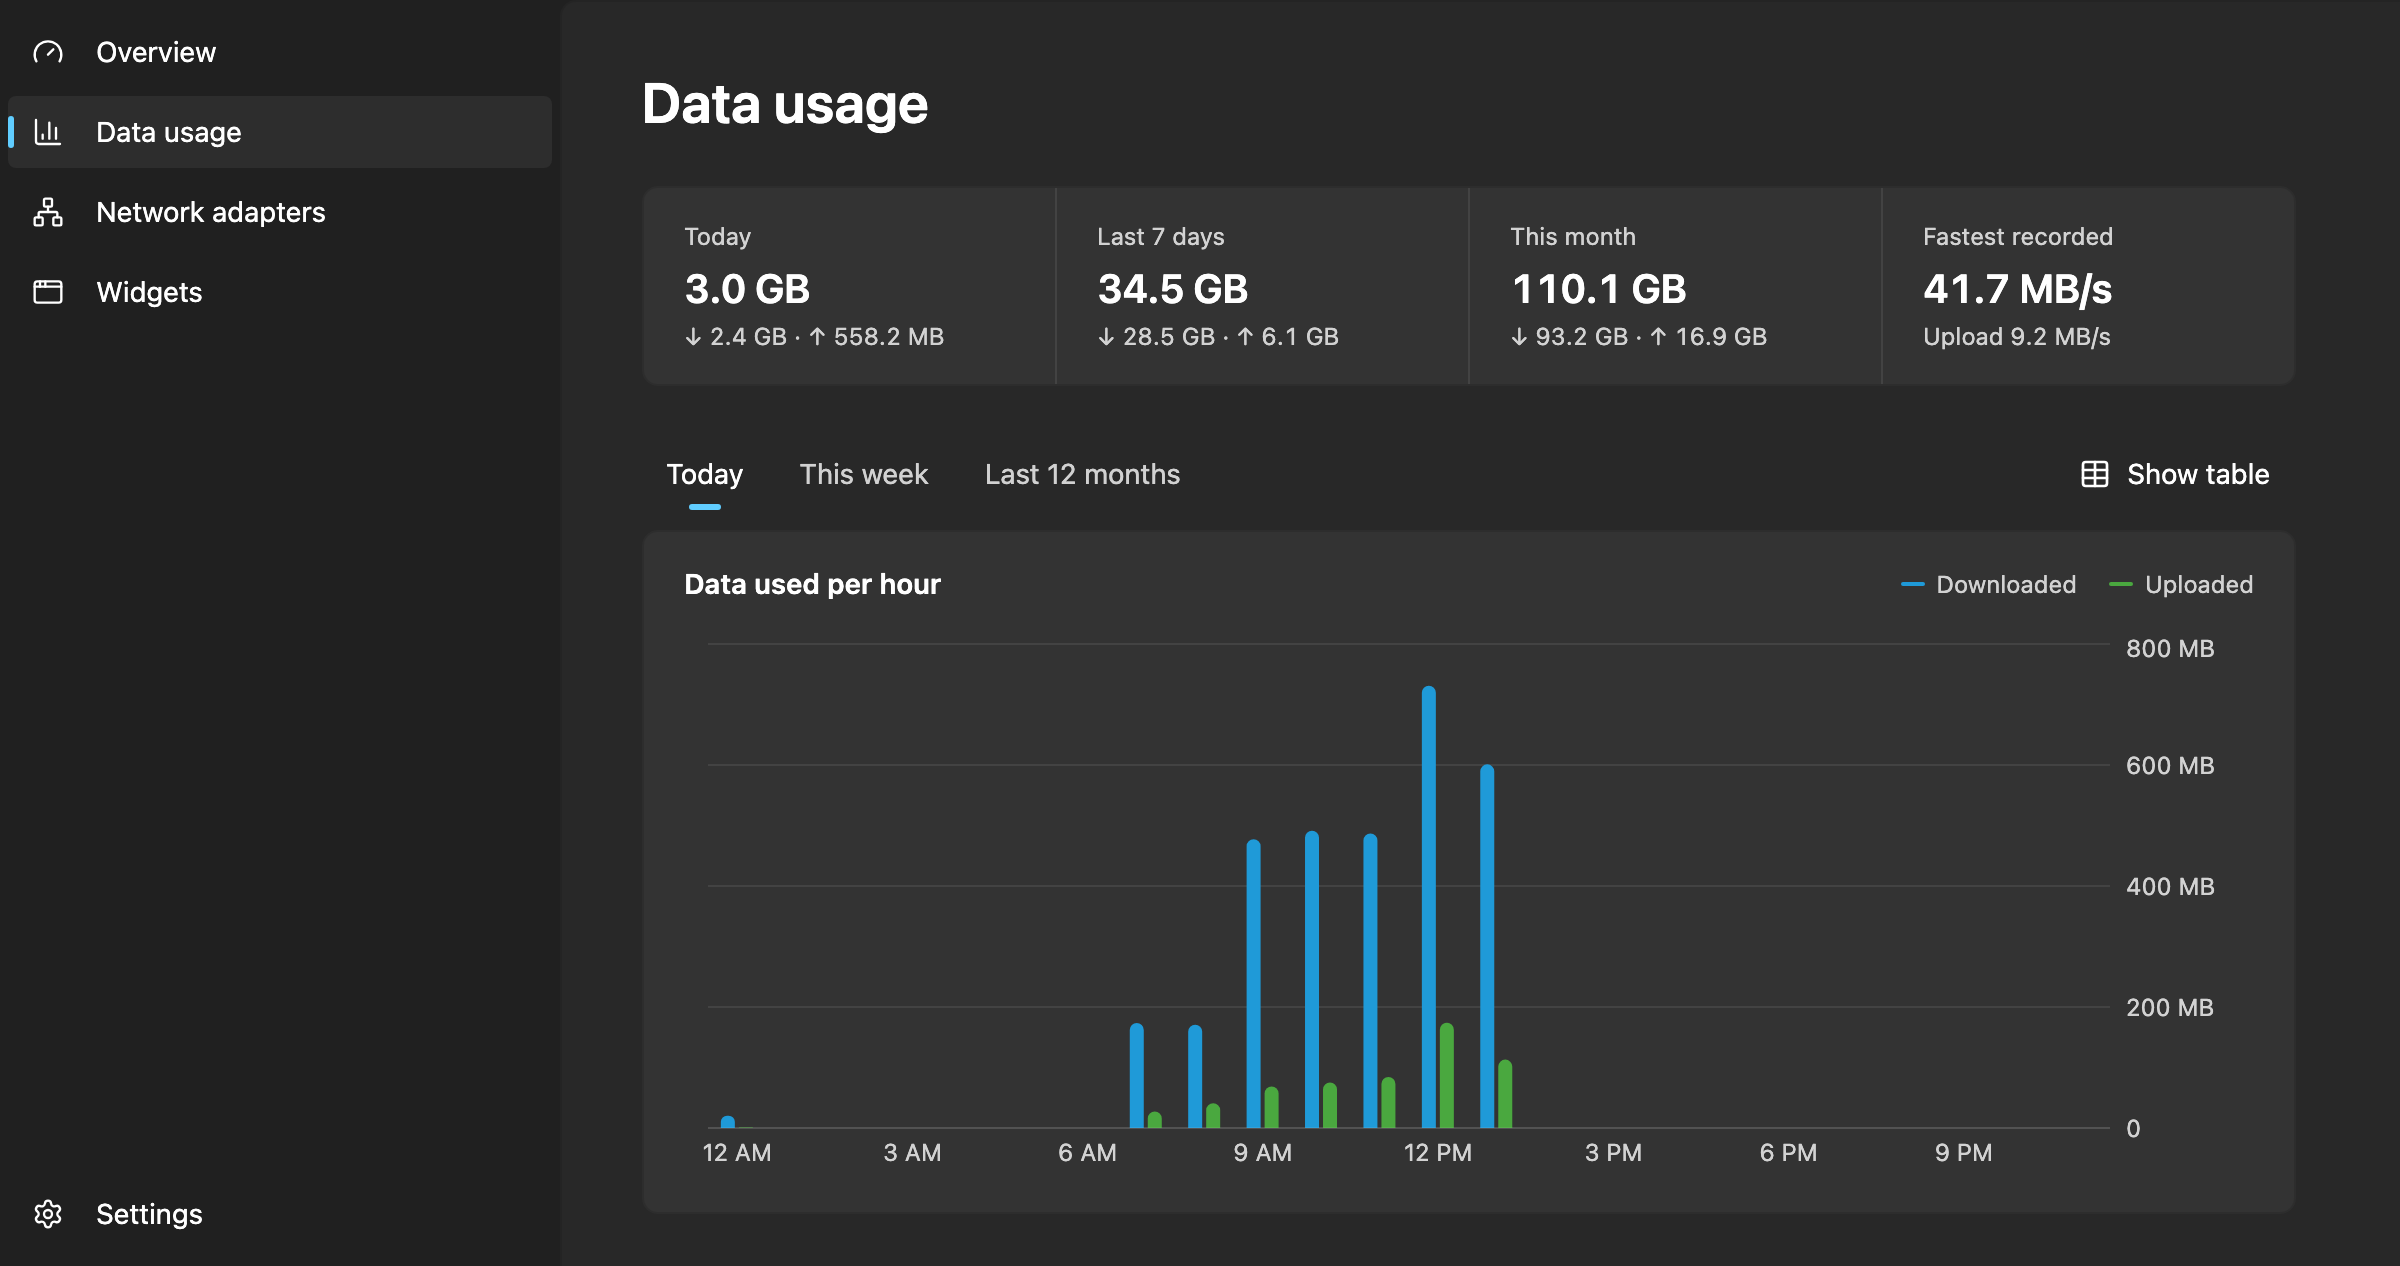 Overview
Data usage
Network adapters
Widgets
Settings
Data usage
Today
3.0 GB
↓ 2.4 GB · ↑ 558.2 MB
Last 7 days
34.5 GB
↓ 28.5 GB · ↑ 6.1 GB
This month
110.1 GB
↓ 93.2 GB · ↑ 16.9 GB
Fastest recorded
41.7 MB/s
Upload 9.2 MB/s
Today This week Last 12 months Show table
Data used per hour
Downloaded Uploaded
800 MB
600 MB
400 MB
200 MB
0
12 AM 3 AM 6 AM 9 AM 12 PM 3 PM 6 PM 9 PM